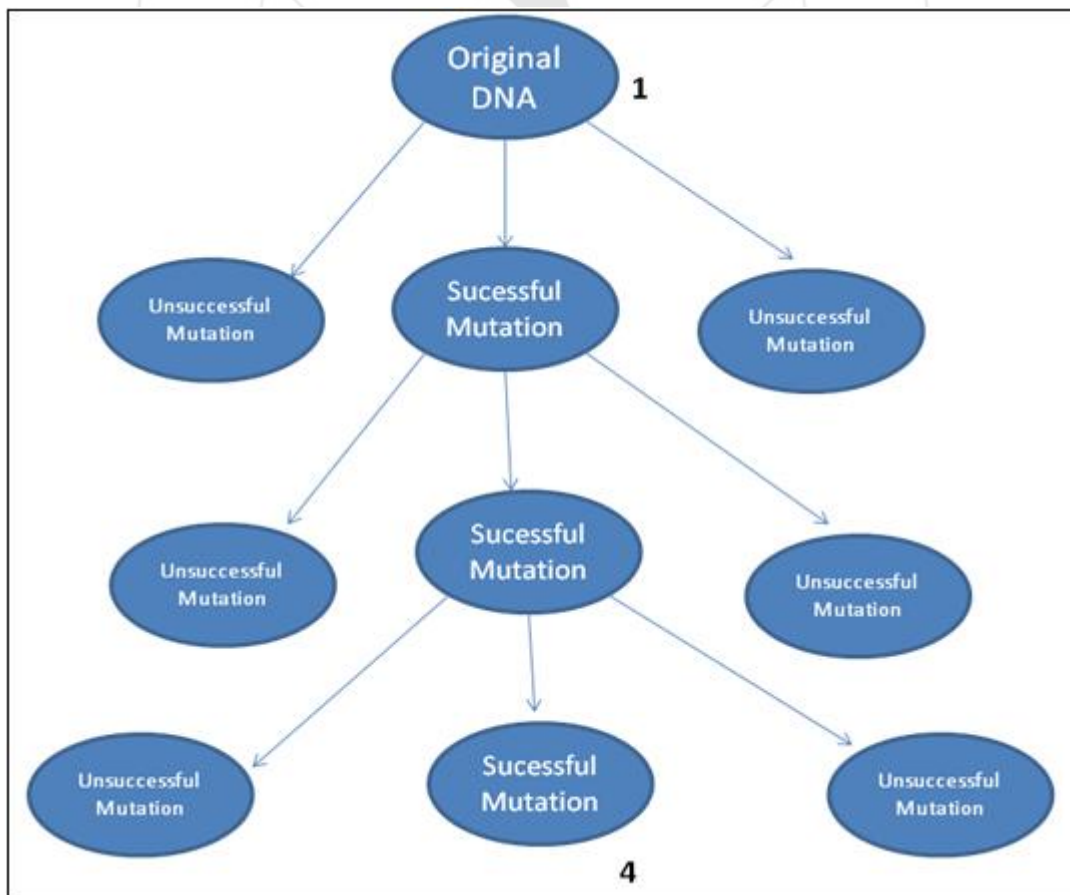 Original
DNA
1
Unsuccessful
Mutation
Sucessful
Mutation
Unsuccessful
Mutation
Unsuccessful
Mutation
Sucessful
Mutation
Unsuccessful
Mutation
Unsuccessful
Mutation
Sucessful
Mutation
Unsuccessful
Mutation
4